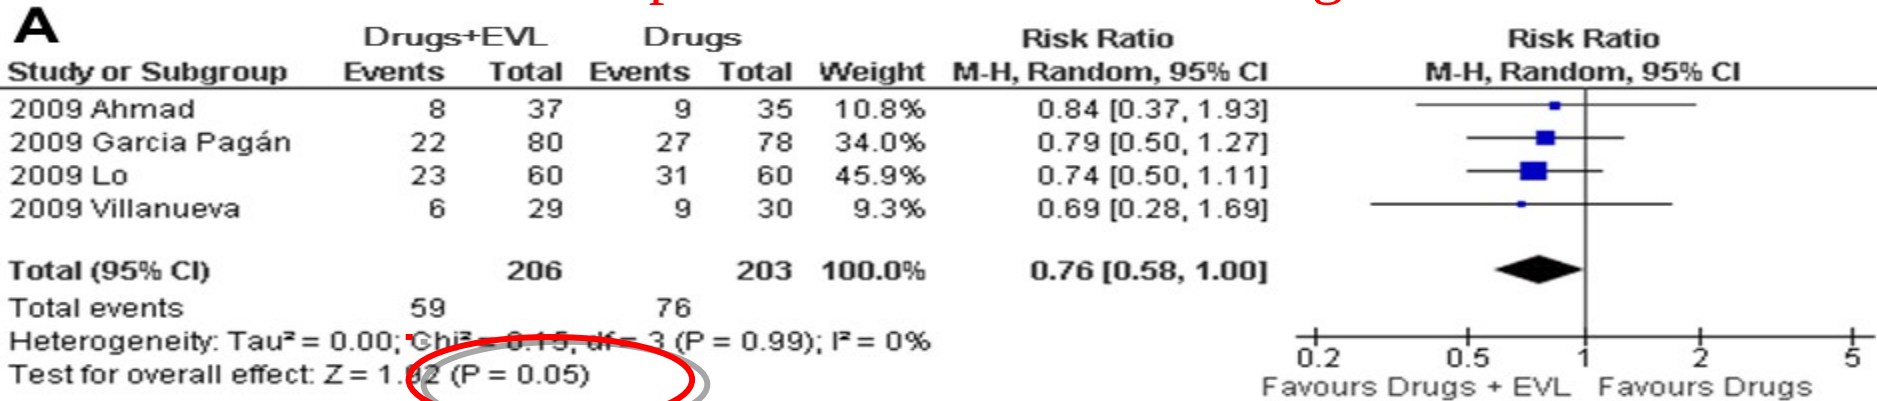 A
Drugs+EVL Drugs Risk Ratio Risk Ratio
Study or Subgroup Events Total Events Total Weight M-H, Random, 95% CI M-H, Random, 95% CI
2009 Ahmad 8 37 9 35 10.8% 0.84 [0.37, 1.93]
2009 Garcia Pagán 22 80 27 78 34.0% 0.79 [0.50, 1.27]
2009 Lo 23 60 31 60 45.9% 0.74 [0.50, 1.11]
2009 Villanueva 6 29 9 30 9.3% 0.69 [0.28, 1.69]
Total (95% CI) 206 203 100.0% 0.76 [0.58, 1.00]
Total events 59 76
Heterogeneity: Tau² = 0.00; Chi² = 0.15, df = 3 (P = 0.99); I² = 0%
Test for overall effect: Z = 1.92 (P = 0.05)
0.2 0.5 1 2 5
Favours Drugs + EVL Favours Drugs